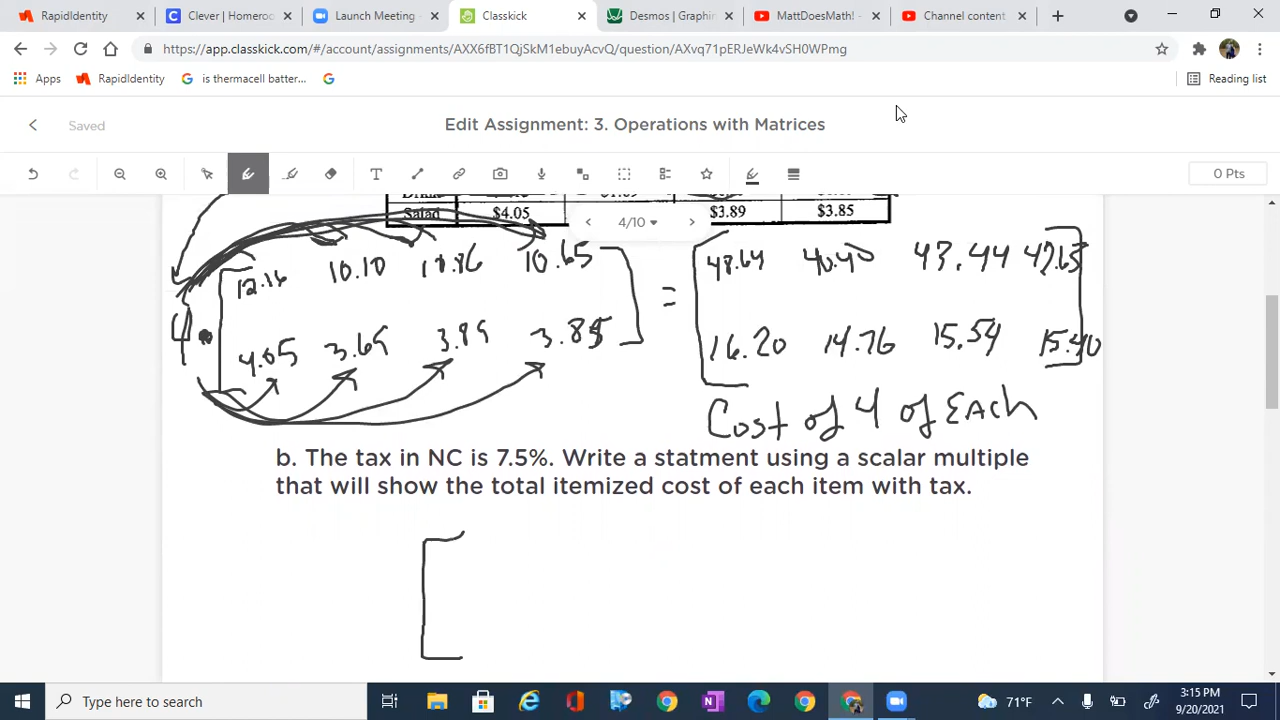 RapidIdentity
Clever | Homeroo
Launch Meeting -
Classkick
Desmos | Graphin
MattDoesMath! -
Channel content
https://app.classkick.com/#/account/assignments/AXX6fBT1QjSkM1ebuyAcvQ/question/AXvq71pERJeWk4vSH0WPmg
Apps
RapidIdentity
is thermacell batter...
Reading list
Saved
Edit Assignment: 3. Operations with Matrices
0 Pts
Salad $4.05 $3.89 $3.85
4/10
12.16 10.10 10.65 48.64 40.40 43.44 42.63
4 • =
4.05 3.69 3.89 3.85 16.20 14.76 15.54 15.40
Cost of 4 of Each
b. The tax in NC is 7.5%. Write a statment using a scalar multiple
that will show the total itemized cost of each item with tax.
Type here to search
71°F
3:15 PM
9/20/2021